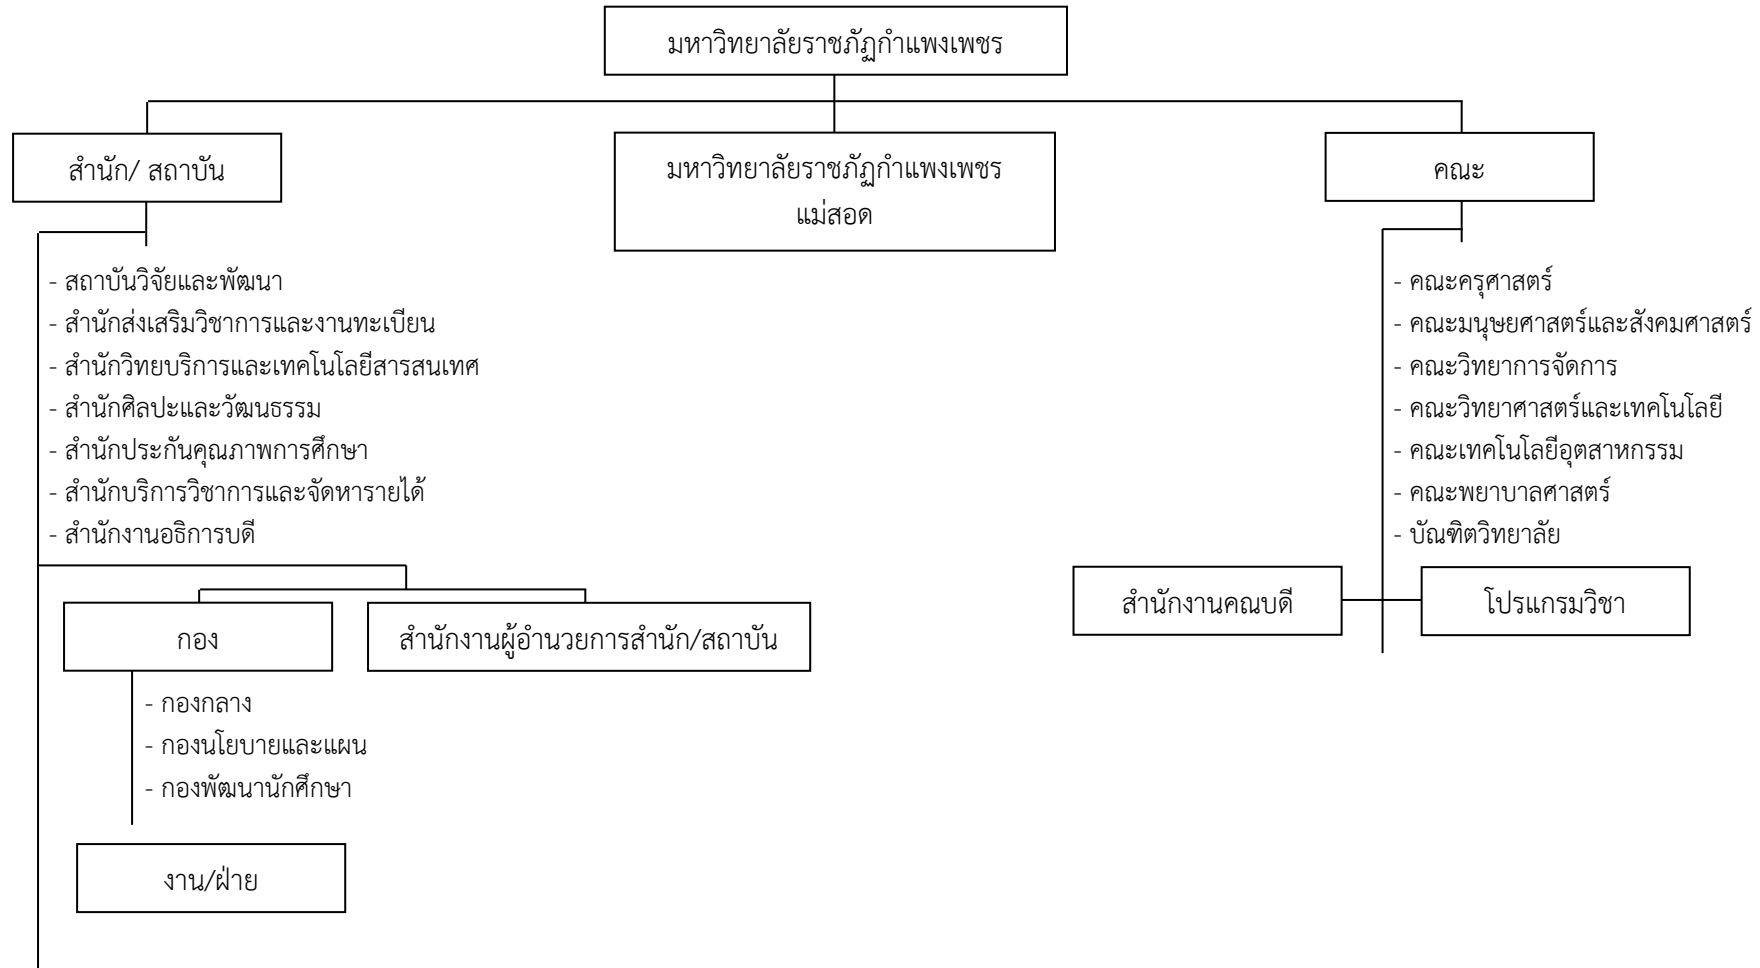 มหาวิทยาลัยราชภัฏกำแพงเพชร
สำนัก/ สถาบัน
มหาวิทยาลัยราชภัฏกำแพงเพชร
แม่สอด
คณะ
- สถาบันวิจัยและพัฒนา
- สำนักส่งเสริมวิชาการและงานทะเบียน
- สำนักวิทยบริการและเทคโนโลยีสารสนเทศ
- สำนักศิลปะและวัฒนธรรม
- สำนักประกันคุณภาพการศึกษา
- สำนักบริการวิชาการและจัดหารายได้
- สำนักงานอธิการบดี
- คณะครุศาสตร์
- คณะมนุษยศาสตร์และสังคมศาสตร์
- คณะวิทยาการจัดการ
- คณะวิทยาศาสตร์และเทคโนโลยี
- คณะเทคโนโลยีอุตสาหกรรม
- คณะพยาบาลศาสตร์
- บัณฑิตวิทยาลัย
สำนักงานคณบดี
โปรแกรมวิชา
กอง
สำนักงานผู้อำนวยการสำนัก/สถาบัน
- กองกลาง
- กองนโยบายและแผน
- กองพัฒนานักศึกษา
งาน/ฝ่าย